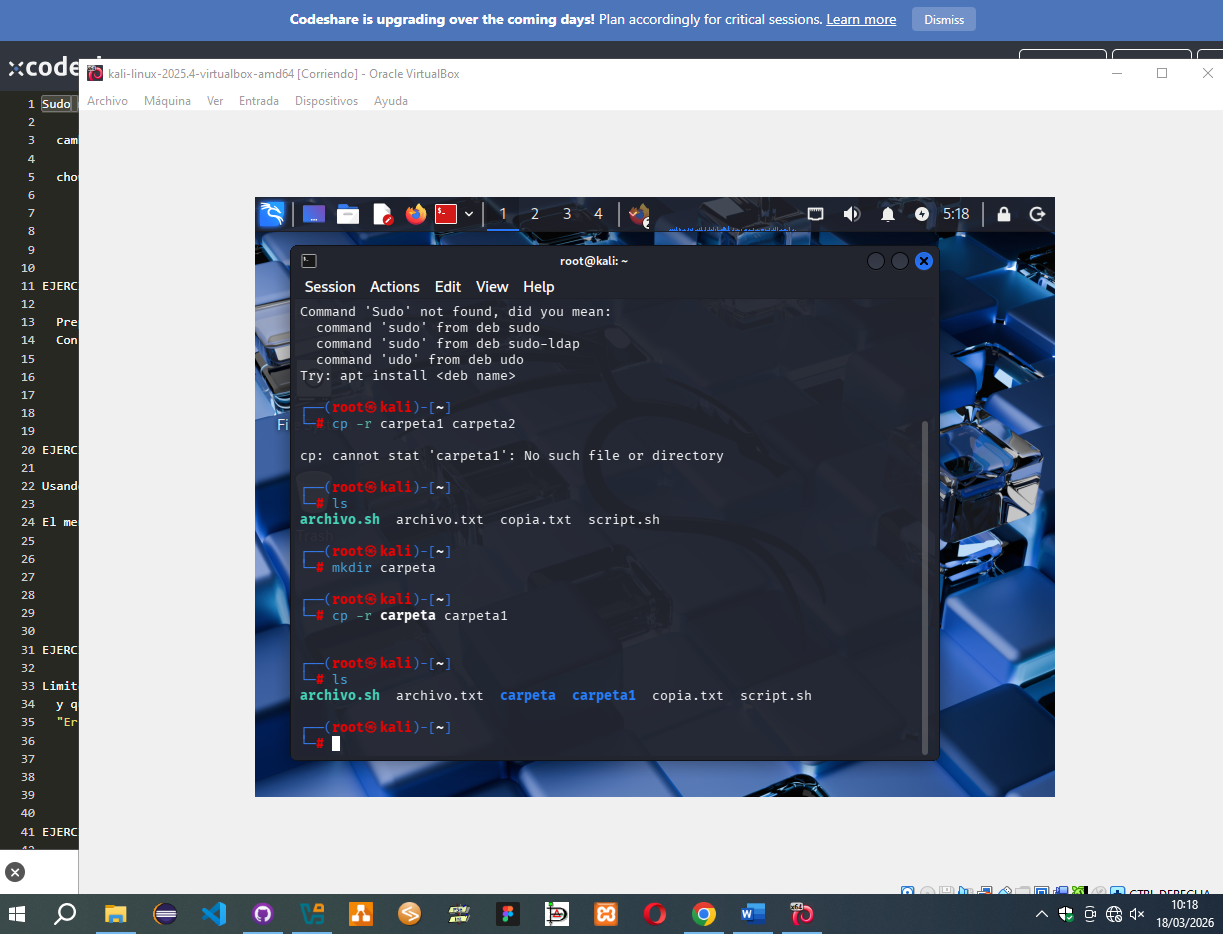 Codeshare is upgrading over the coming days! Plan accordingly for critical sessions. Learn more Dismiss
kali-linux-2025.4-virtualbox-amd64 [Corriendo] - Oracle VirtualBox
Archivo Máquina Ver Entrada Dispositivos Ayuda
1 Sudo
2
3 cam
4
5 cho
6
7
8
9
10
11 EJERC
12
13 Pre
14 Con
15
16
17
18
19
20 EJERC
21
22 Usand
23
24 El me
25
26
27
28
29
30
31 EJERC
32
33 Limit
34 y q
35 "Er
36
37
38
39
40
41 EJERC
1 2 3 4 5:18
root@kali: ~
Session Actions Edit View Help
Command 'Sudo' not found, did you mean:
command 'sudo' from deb sudo
command 'sudo' from deb sudo-ldap
command 'udo' from deb udo
Try: apt install <deb name>
(root㉿kali)-[~]
# cp -r carpeta1 carpeta2
cp: cannot stat 'carpeta1': No such file or directory
(root㉿kali)-[~]
# ls
archivo.sh archivo.txt copia.txt script.sh
(root㉿kali)-[~]
# mkdir carpeta
(root㉿kali)-[~]
# cp -r carpeta carpeta1
(root㉿kali)-[~]
# ls
archivo.sh archivo.txt carpeta carpeta1 copia.txt script.sh
(root㉿kali)-[~]
#
Fi
CTRL DERECHA
10:18
18/03/2026